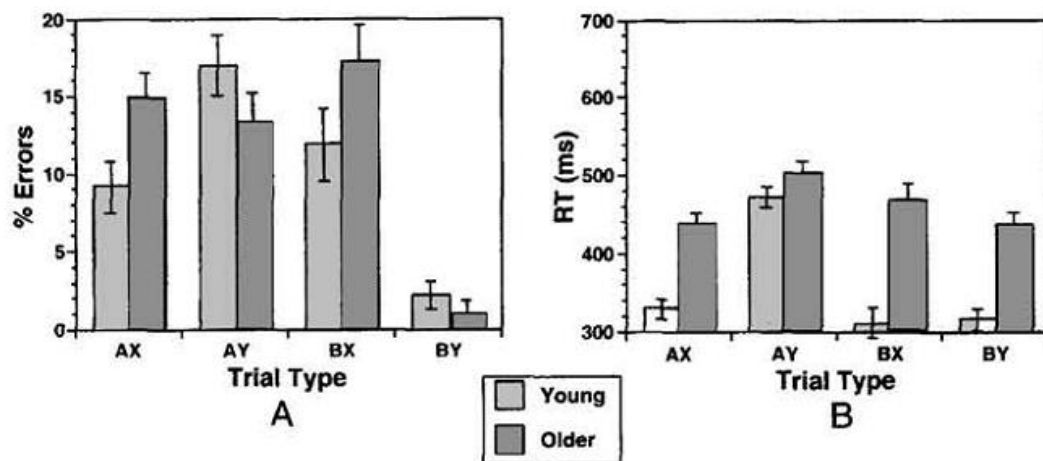 % Errors
20
15
10
5
0
AX AY BX BY
Trial Type
A
RT (ms)
700
600
500
400
300
AX AY BX BY
Trial Type
B
Young
Older